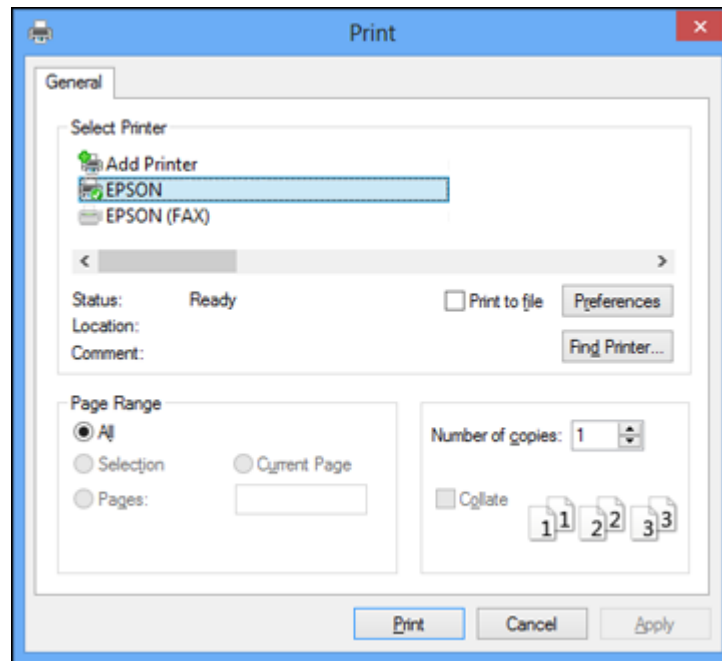 Print
General
Select Printer
Add Printer
EPSON
EPSON (FAX)
Status: Ready
Print to file
Preferences
Location:
Comment:
Find Printer...
Page Range
All
Selection
Current Page
Pages:
Number of copies: 1
Collate
1 1 2 2 3 3
Print
Cancel
Apply